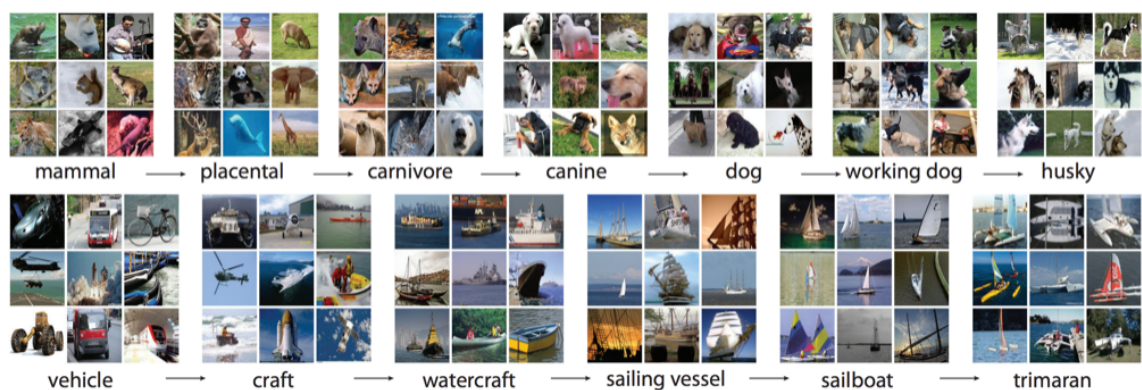 mammal → placental → carnivore → canine → dog → working dog → husky
vehicle → craft → watercraft → sailing vessel → sailboat → trimaran